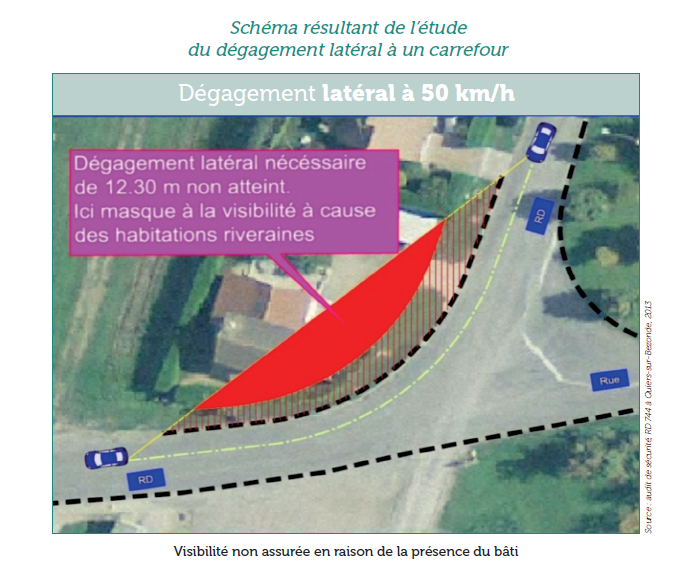 Schéma résultant de l'étude
du dégagement latéral à un carrefour
Dégagement latéral à 50 km/h
Dégagement latéral nécéssaire
de 12.30 m non atteint.
Ici masque à la visibilité à cause
des habitations riveraines
RD
Rue
RD
Source : audit de sécurité RD 744 à Quiers-sur-Bezonde, 2013
Visibilité non assurée en raison de la présence du bâti